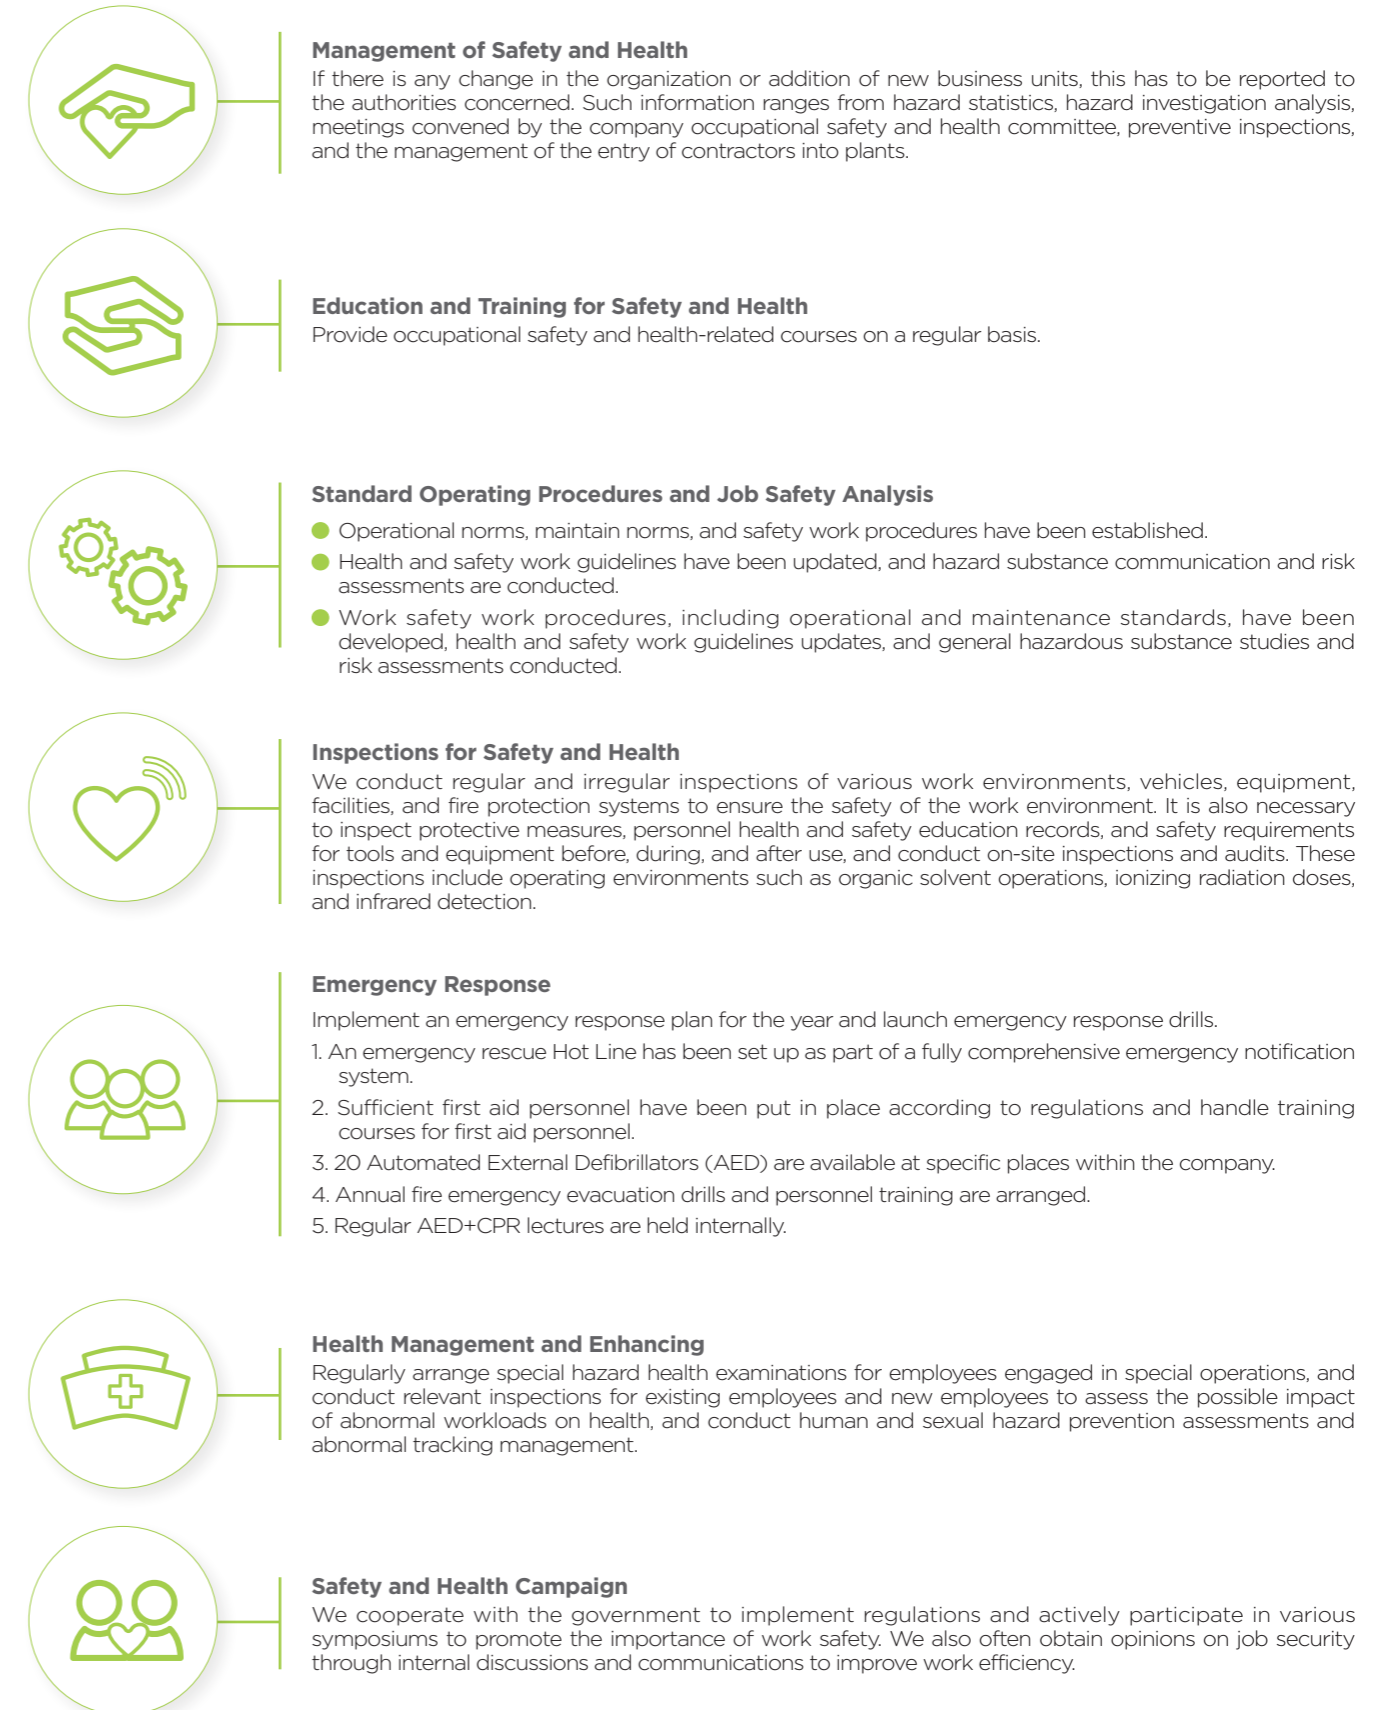 Management of Safety and Health
If there is any change in the organization or addition of new business units, this has to be reported to
the authorities concerned. Such information ranges from hazard statistics, hazard investigation analysis,
meetings convened by the company occupational safety and health committee, preventive inspections,
and the management of the entry of contractors into plants.
Education and Training for Safety and Health
Provide occupational safety and health-related courses on a regular basis.
Standard Operating Procedures and Job Safety Analysis
● Operational norms, maintain norms, and safety work procedures have been established.
● Health and safety work guidelines have been updated, and hazard substance communication and risk
assessments are conducted.
● Work safety work procedures, including operational and maintenance standards, have been
developed, health and safety work guidelines updates, and general hazardous substance studies and
risk assessments conducted.
Inspections for Safety and Health
We conduct regular and irregular inspections of various work environments, vehicles, equipment,
facilities, and fire protection systems to ensure the safety of the work environment. It is also necessary
to inspect protective measures, personnel health and safety education records, and safety requirements
for tools and equipment before, during, and after use, and conduct on-site inspections and audits. These
inspections include operating environments such as organic solvent operations, ionizing radiation doses,
and infrared detection.
Emergency Response
Implement an emergency response plan for the year and launch emergency response drills.
1. An emergency rescue Hot Line has been set up as part of a fully comprehensive emergency notification
system.
2. Sufficient first aid personnel have been put in place according to regulations and handle training
courses for first aid personnel.
3. 20 Automated External Defibrillators (AED) are available at specific places within the company.
4. Annual fire emergency evacuation drills and personnel training are arranged.
5. Regular AED+CPR lectures are held internally.
Health Management and Enhancing
Regularly arrange special hazard health examinations for employees engaged in special operations, and
conduct relevant inspections for existing employees and new employees to assess the possible impact
of abnormal workloads on health, and conduct human and sexual hazard prevention assessments and
abnormal tracking management.
Safety and Health Campaign
We cooperate with the government to implement regulations and actively participate in various
symposiums to promote the importance of work safety. We also often obtain opinions on job security
through internal discussions and communications to improve work efficiency.